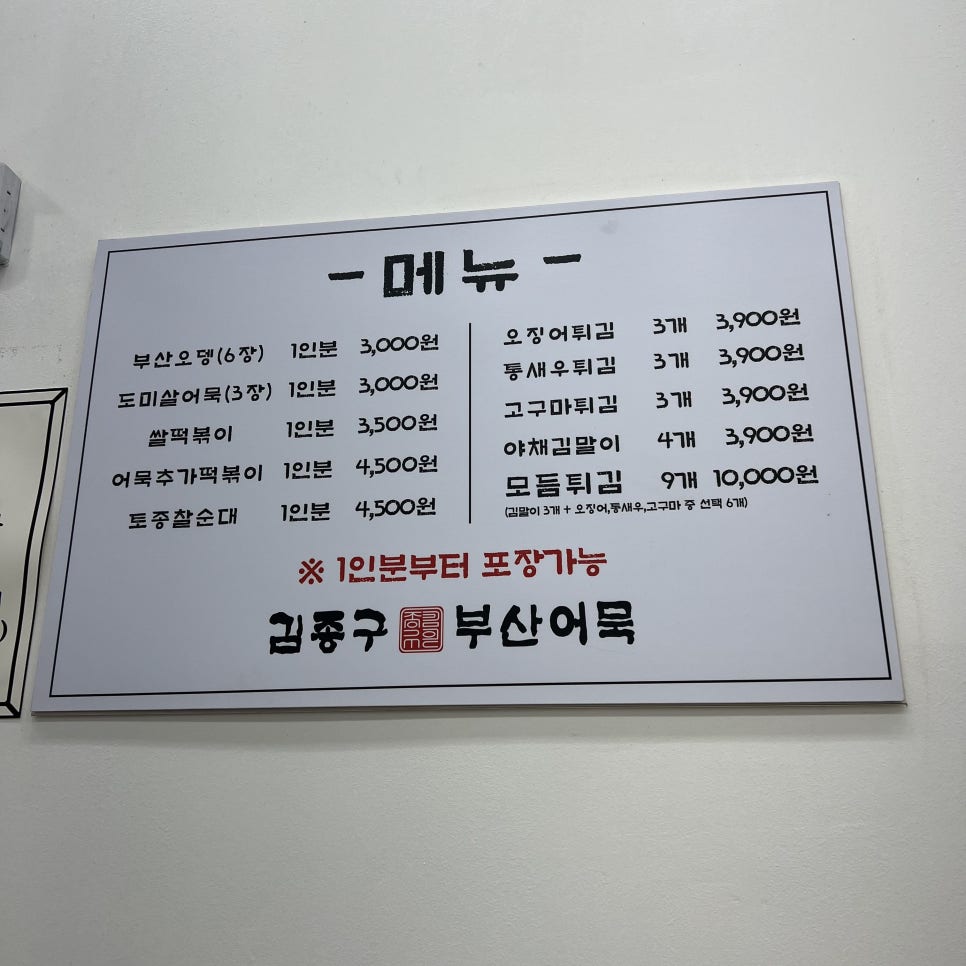 - 메뉴 -
부산오뎅(6장) 1인분 3,000원
도미살어묵(3장) 1인분 3,000원
쌀떡볶이 1인분 3,500원
어묵추가떡볶이 1인분 4,500원
토종찰순대 1인분 4,500원
오징어튀김 3개 3,900원
통새우튀김 3개 3,900원
고구마튀김 3개 3,900원
야채김말이 4개 3,900원
모듬튀김 9개 10,000원
(김말이 3개 + 오징어,통새우,고구마 중 선택 6개)
※ 1인분부터 포장가능
김종구 부산어묵